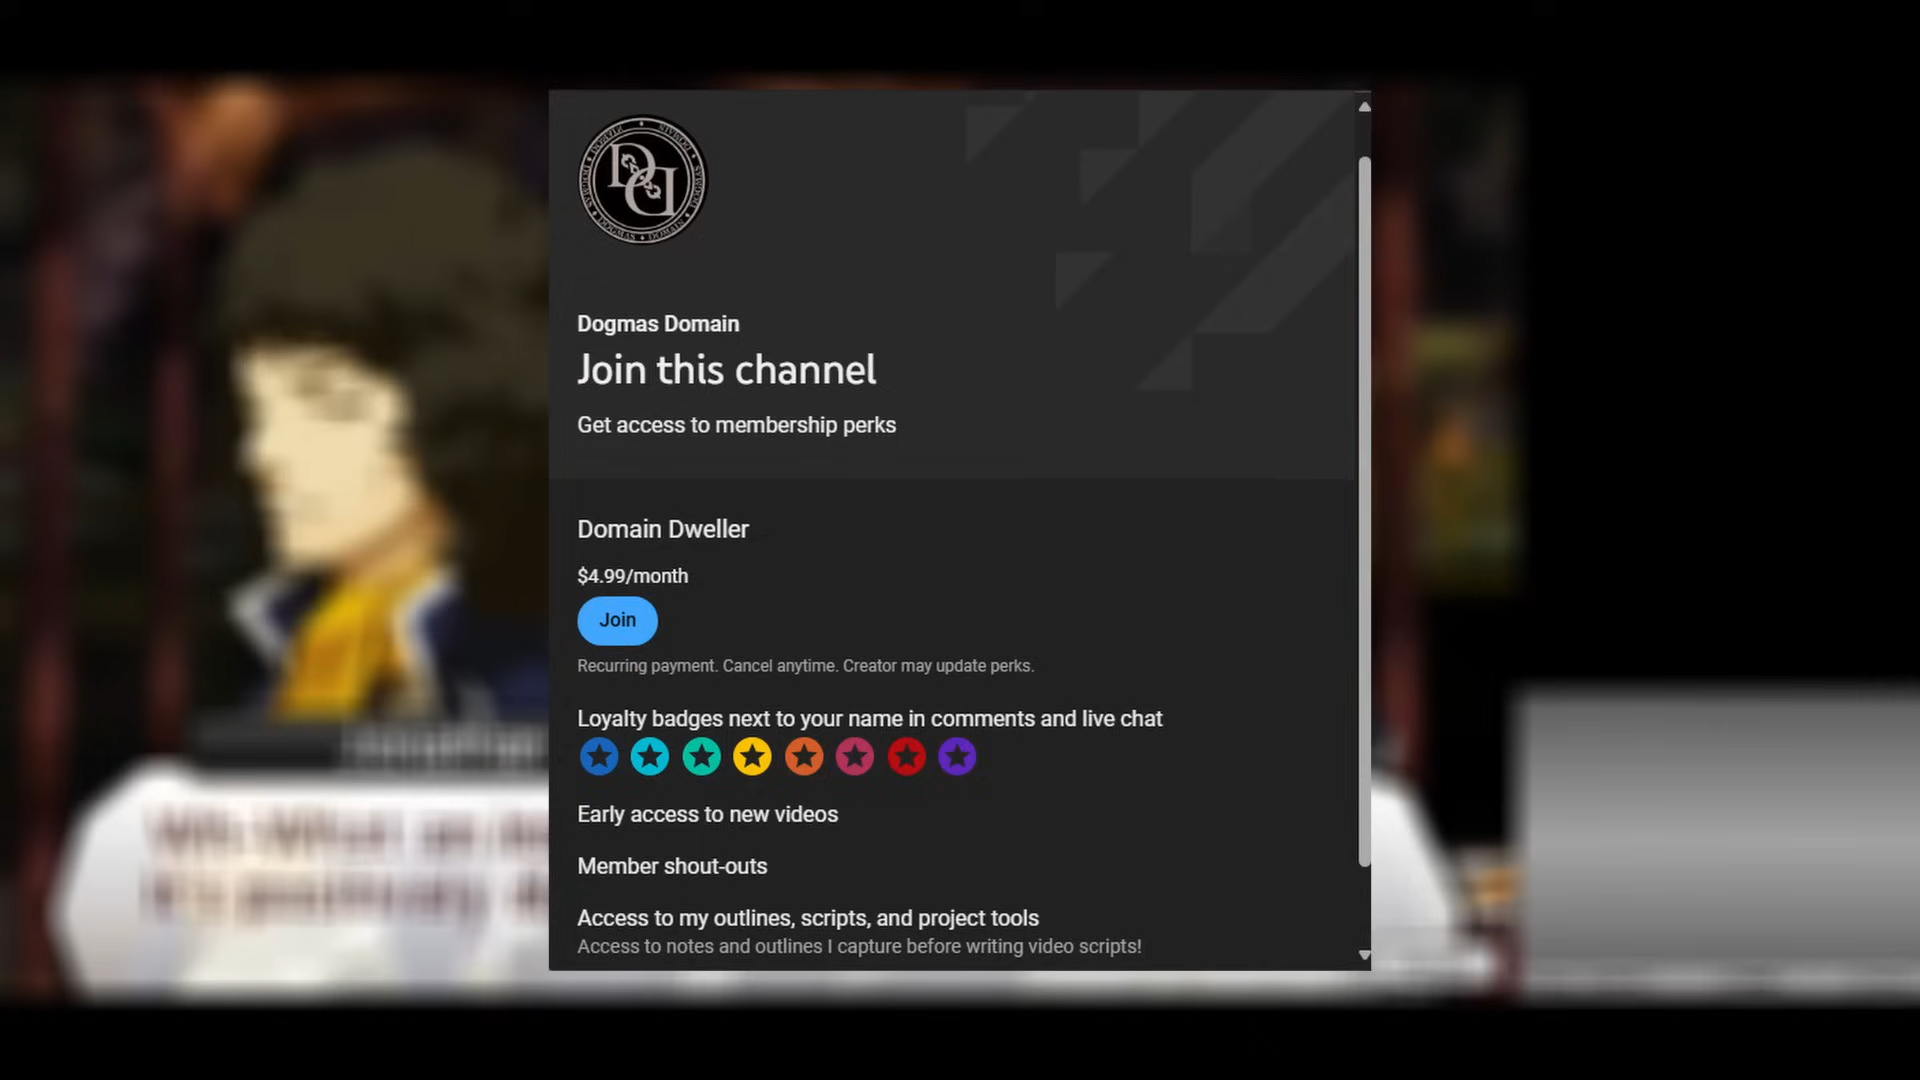 DD
DOGMAS DOMAIN
Dogmas Domain
Join this channel
Get access to membership perks
Domain Dweller
$4.99/month
Join
Recurring payment. Cancel anytime. Creator may update perks.
Loyalty badges next to your name in comments and live chat
Early access to new videos
Member shout-outs
Access to my outlines, scripts, and project tools
Access to notes and outlines I capture before writing video scripts!